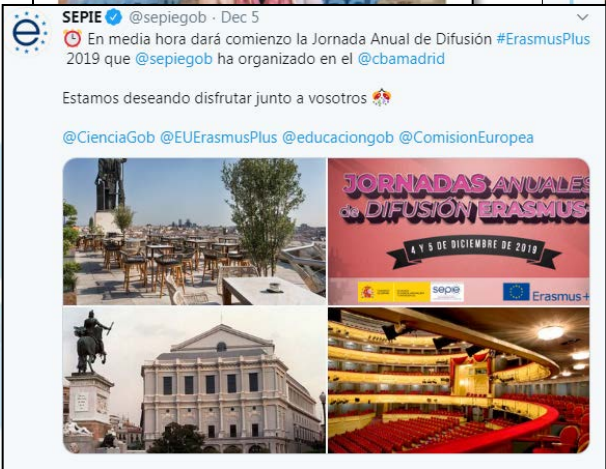 SEPIE @sepiegob · Dec 5
En media hora dará comienzo la Jornada Anual de Difusión #ErasmusPlus
2019 que @sepiegob ha organizado en el @cbamadrid
Estamos deseando disfrutar junto a vosotros
@CienciaGob @EUErasmusPlus @educaciongob @ComisionEuropea
JORNADAS ANUALES
de DIFUSIÓN ERASMUS+
4 Y 5 DE DICIEMBRE DE 2019
sepie
Erasmus+